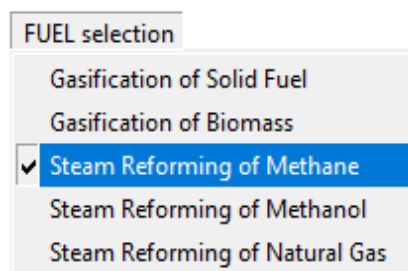 FUEL selection
Gasification of Solid Fuel
Gasification of Biomass
Steam Reforming of Methane
Steam Reforming of Methanol
Steam Reforming of Natural Gas